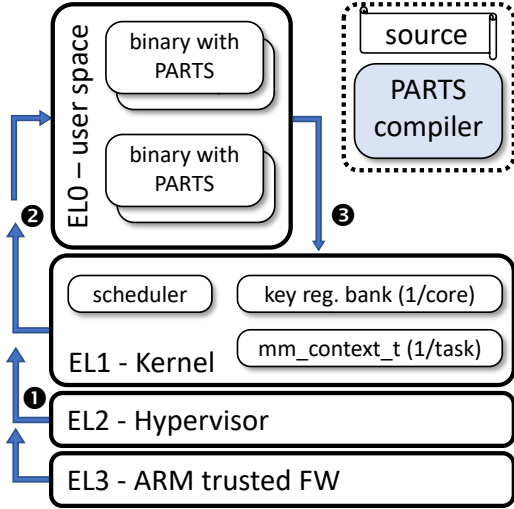 binary with
PARTS
binary with
PARTS
EL0 – user space
source
PARTS
compiler
❷
❸
scheduler
key reg. bank (1/core)
mm_context_t (1/task)
EL1 - Kernel
❶
EL2 - Hypervisor
EL3 - ARM trusted FW